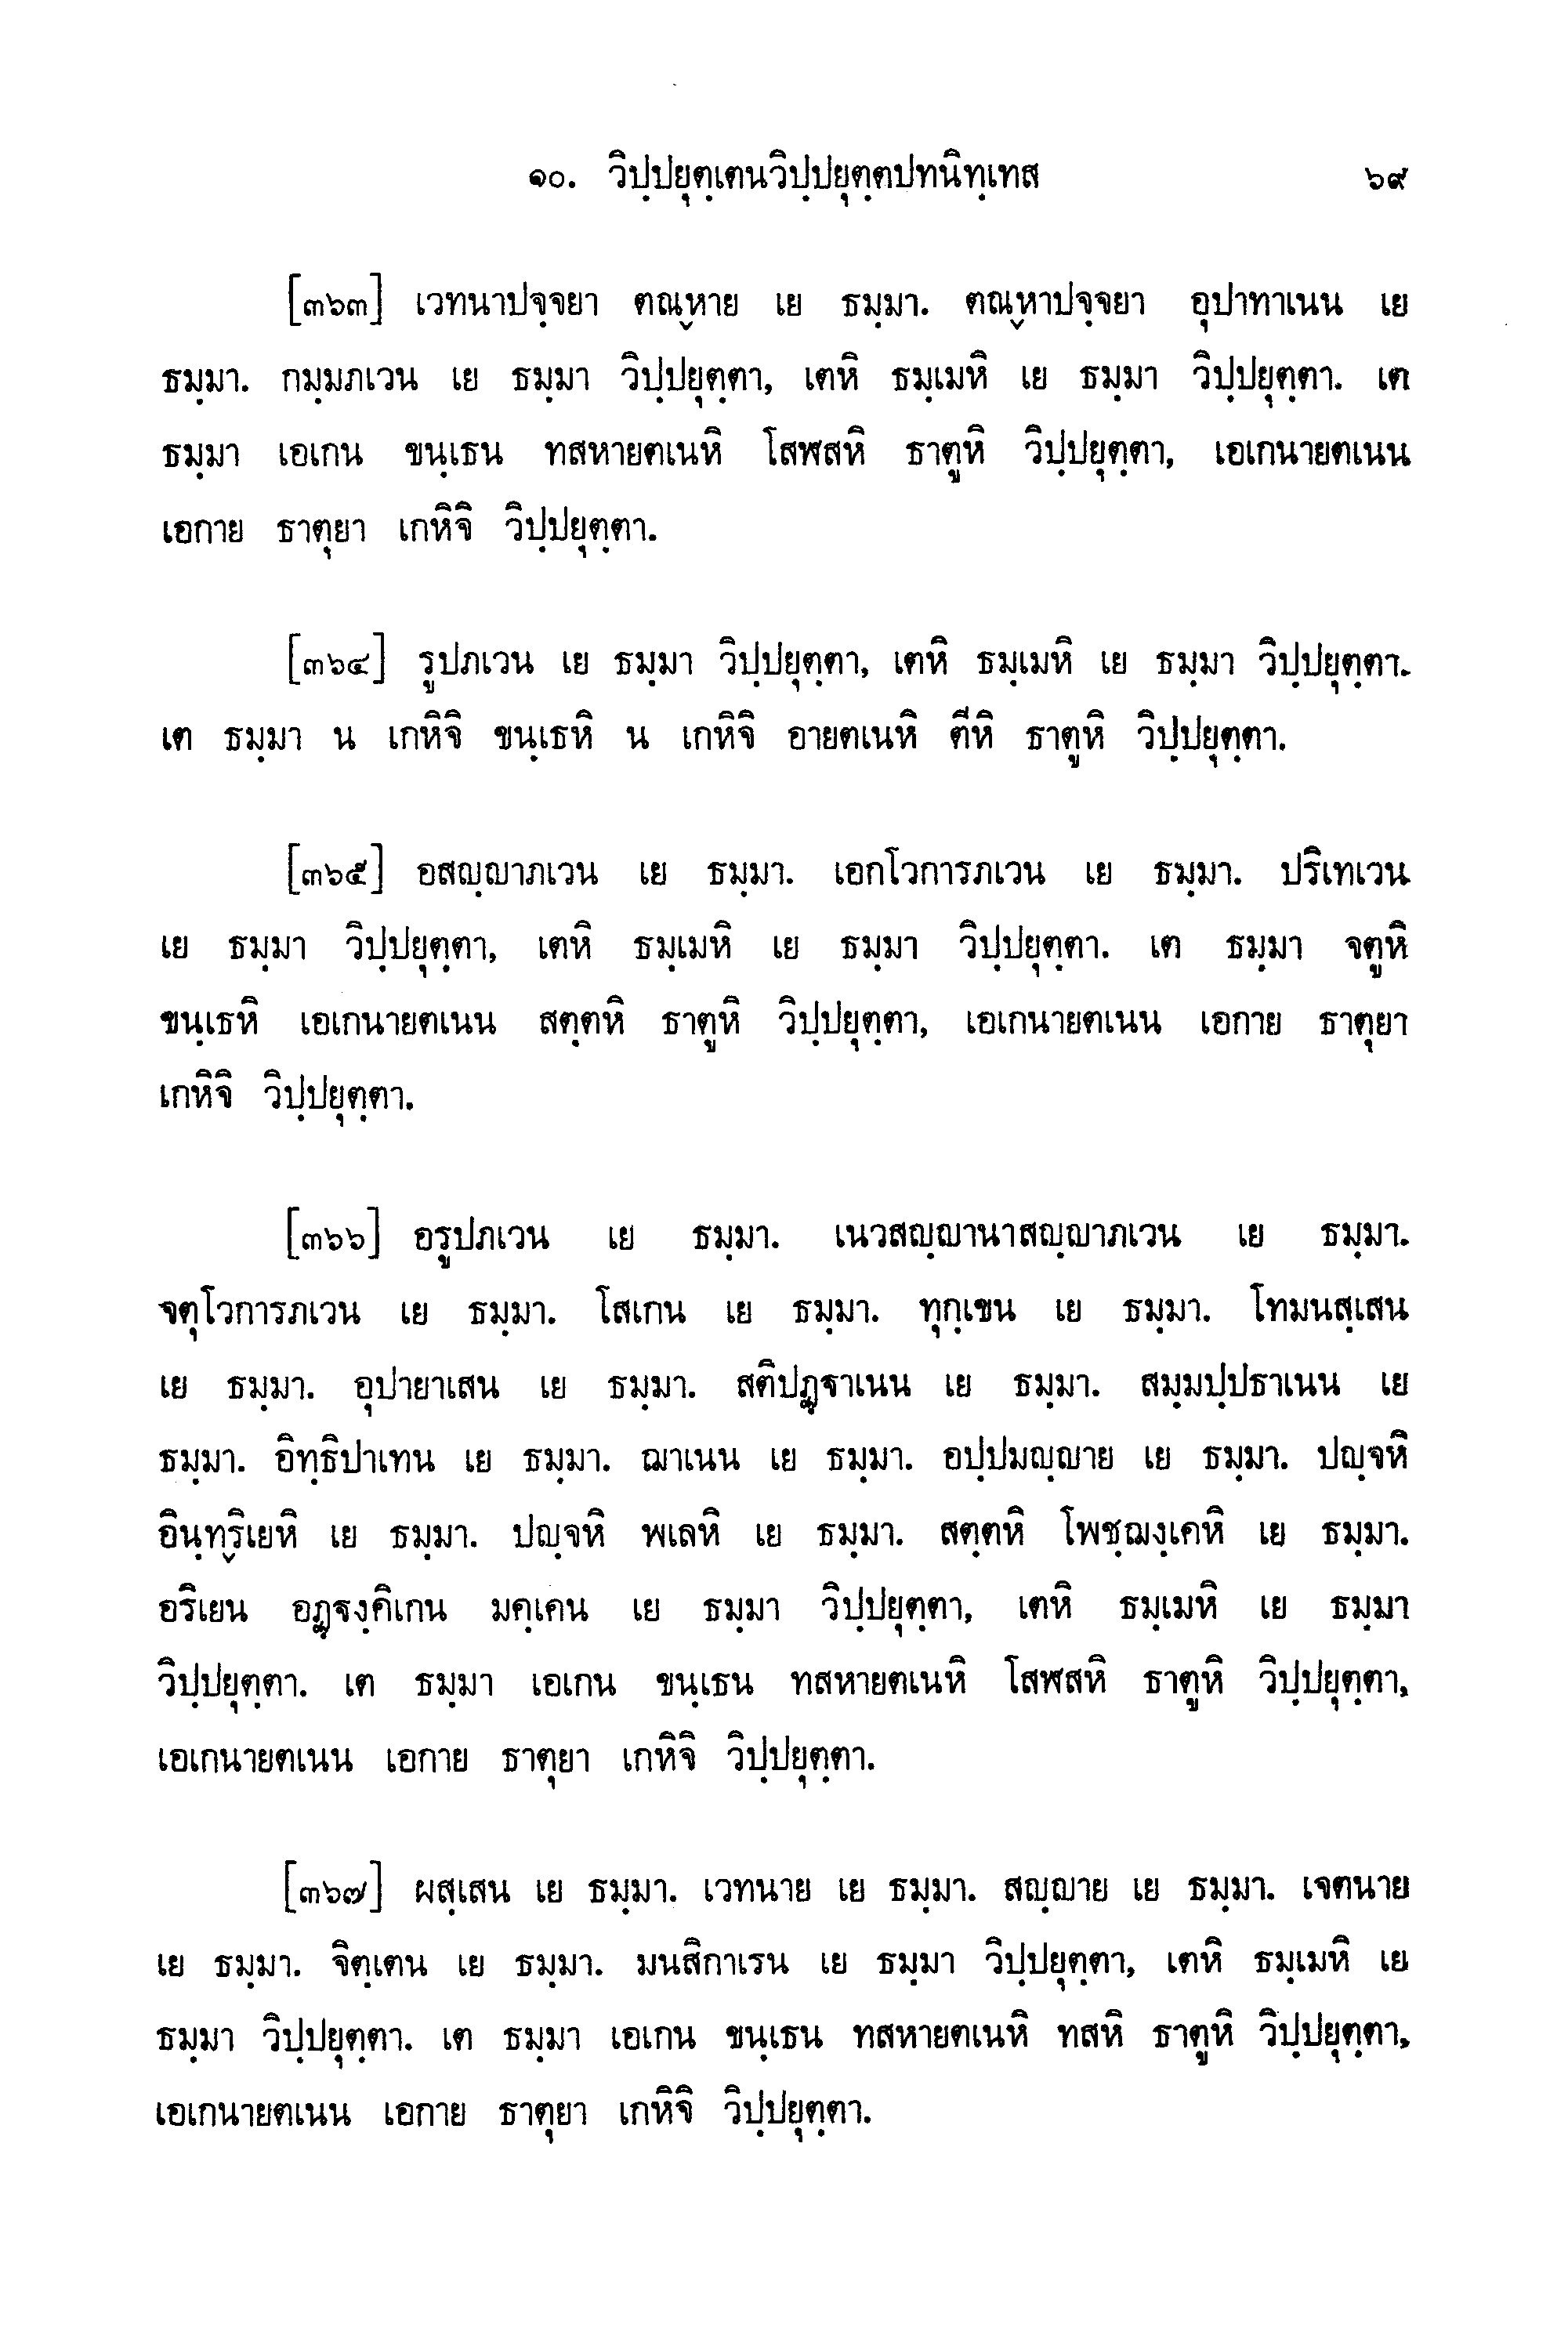 ๑๐. วิปฺปยุตฺเตนวิปฺปยุตฺตปทนิทฺเทส ๖๙
[๓๖๓] เวทนาปจฺจยา ตณฺหาย เย ธมฺมา. ตณฺหาปจฺจยา อุปาทาเนน เย
ธมฺมา. กมฺมภเวน เย ธมฺมา วิปฺปยุตฺตา, เตหิ ธมฺเมหิ เย ธมฺมา วิปฺปยุตฺตา. เต
ธมฺมา เอเกน ขนฺเธน ทสหายตเนหิ โสฬสหิ ธาตูหิ วิปฺปยุตฺตา, เอเกนายตเนน
เอกาย ธาตุยา เกหิจิ วิปฺปยุตฺตา.
[๓๖๔] รูปภเวน เย ธมฺมา วิปฺปยุตฺตา, เตหิ ธมฺเมหิ เย ธมฺมา วิปฺปยุตฺตา.
เต ธมฺมา น เกหิจิ ขนฺเธหิ น เกหิจิ อายตเนหิ ตีหิ ธาตูหิ วิปฺปยุตฺตา.
[๓๖๕] อสญฺญาภเวน เย ธมฺมา. เอกโวการภเวน เย ธมฺมา. ปริเทเวน
เย ธมฺมา วิปฺปยุตฺตา, เตหิ ธมฺเมหิ เย ธมฺมา วิปฺปยุตฺตา. เต ธมฺมา จตูหิ
ขนฺเธหิ เอเกนายตเนน สตฺตหิ ธาตูหิ วิปฺปยุตฺตา, เอเกนายตเนน เอกาย ธาตุยา
เกหิจิ วิปฺปยุตฺตา.
[๓๖๖] อรูปภเวน เย ธมฺมา. เนวสญฺญานาสญฺญาภเวน เย ธมฺมา.
จตุโวการภเวน เย ธมฺมา. โสเกน เย ธมฺมา. ทุกฺเขน เย ธมฺมา. โทมนสฺเสน
เย ธมฺมา. อุปายาเสน เย ธมฺมา. สติปฏฺฐาเนน เย ธมฺมา. สมฺมปฺปธาเนน เย
ธมฺมา. อิทฺธิปาเทน เย ธมฺมา. ฌาเนน เย ธมฺมา. อปฺปมญฺญาย เย ธมฺมา. ปญฺจหิ
อินฺทฺริเยหิ เย ธมฺมา. ปญฺจหิ พเลหิ เย ธมฺมา. สตฺตหิ โพชฺฌงฺเคหิ เย ธมฺมา.
อริเยน อฏฺฐงฺคิเกน มคฺเคน เย ธมฺมา วิปฺปยุตฺตา, เตหิ ธมฺเมหิ เย ธมฺมา
วิปฺปยุตฺตา. เต ธมฺมา เอเกน ขนฺเธน ทสหายตเนหิ โสฬสหิ ธาตูหิ วิปฺปยุตฺตา,
เอเกนายตเนน เอกาย ธาตุยา เกหิจิ วิปฺปยุตฺตา.
[๓๖๗] ผสฺเสน เย ธมฺมา. เวทนาย เย ธมฺมา. สญฺญาย เย ธมฺมา. เจตนาย
เย ธมฺมา. จิตฺเตน เย ธมฺมา. มนสิกาเรน เย ธมฺมา วิปฺปยุตฺตา, เตหิ ธมฺเมหิ เย
ธมฺมา วิปฺปยุตฺตา. เต ธมฺมา เอเกน ขนฺเธน ทสหายตเนหิ ทสหิ ธาตูหิ วิปฺปยุตฺตา,
เอเกนายตเนน เอกาย ธาตุยา เกหิจิ วิปฺปยุตฺตา.